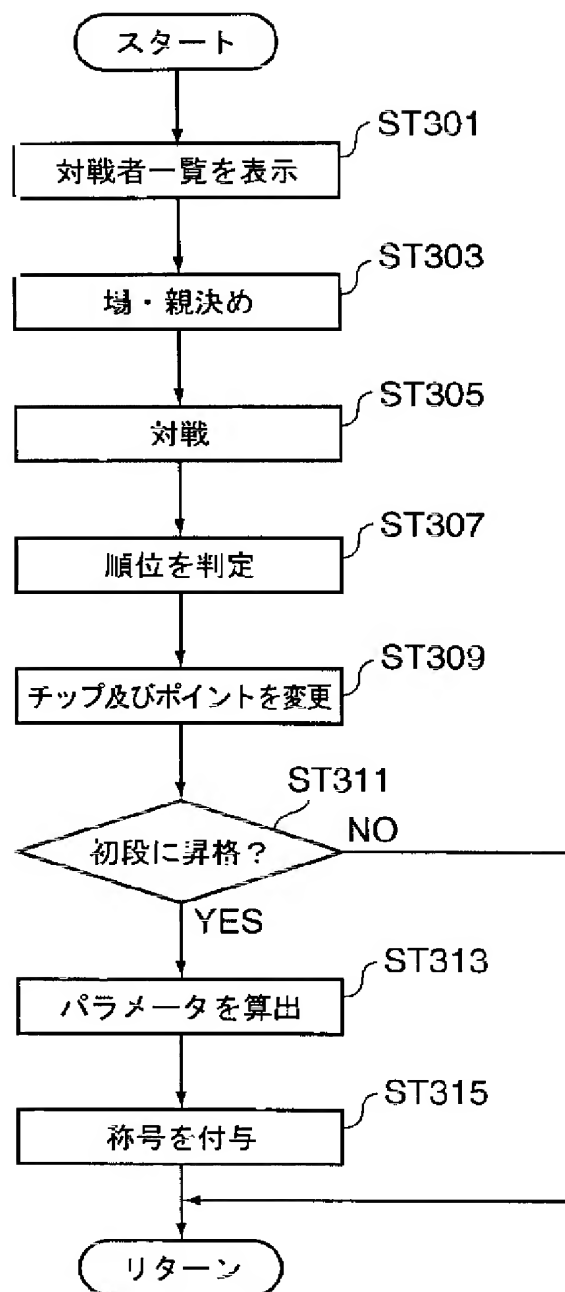 スタート
ST301
対戦者一覧を表示
ST303
場・親決め
ST305
対戦
ST307
順位を判定
ST309
チップ及びポイントを変更
ST311
初段に昇格?
NO
YES
ST313
パラメータを算出
ST315
称号を付与
リターン